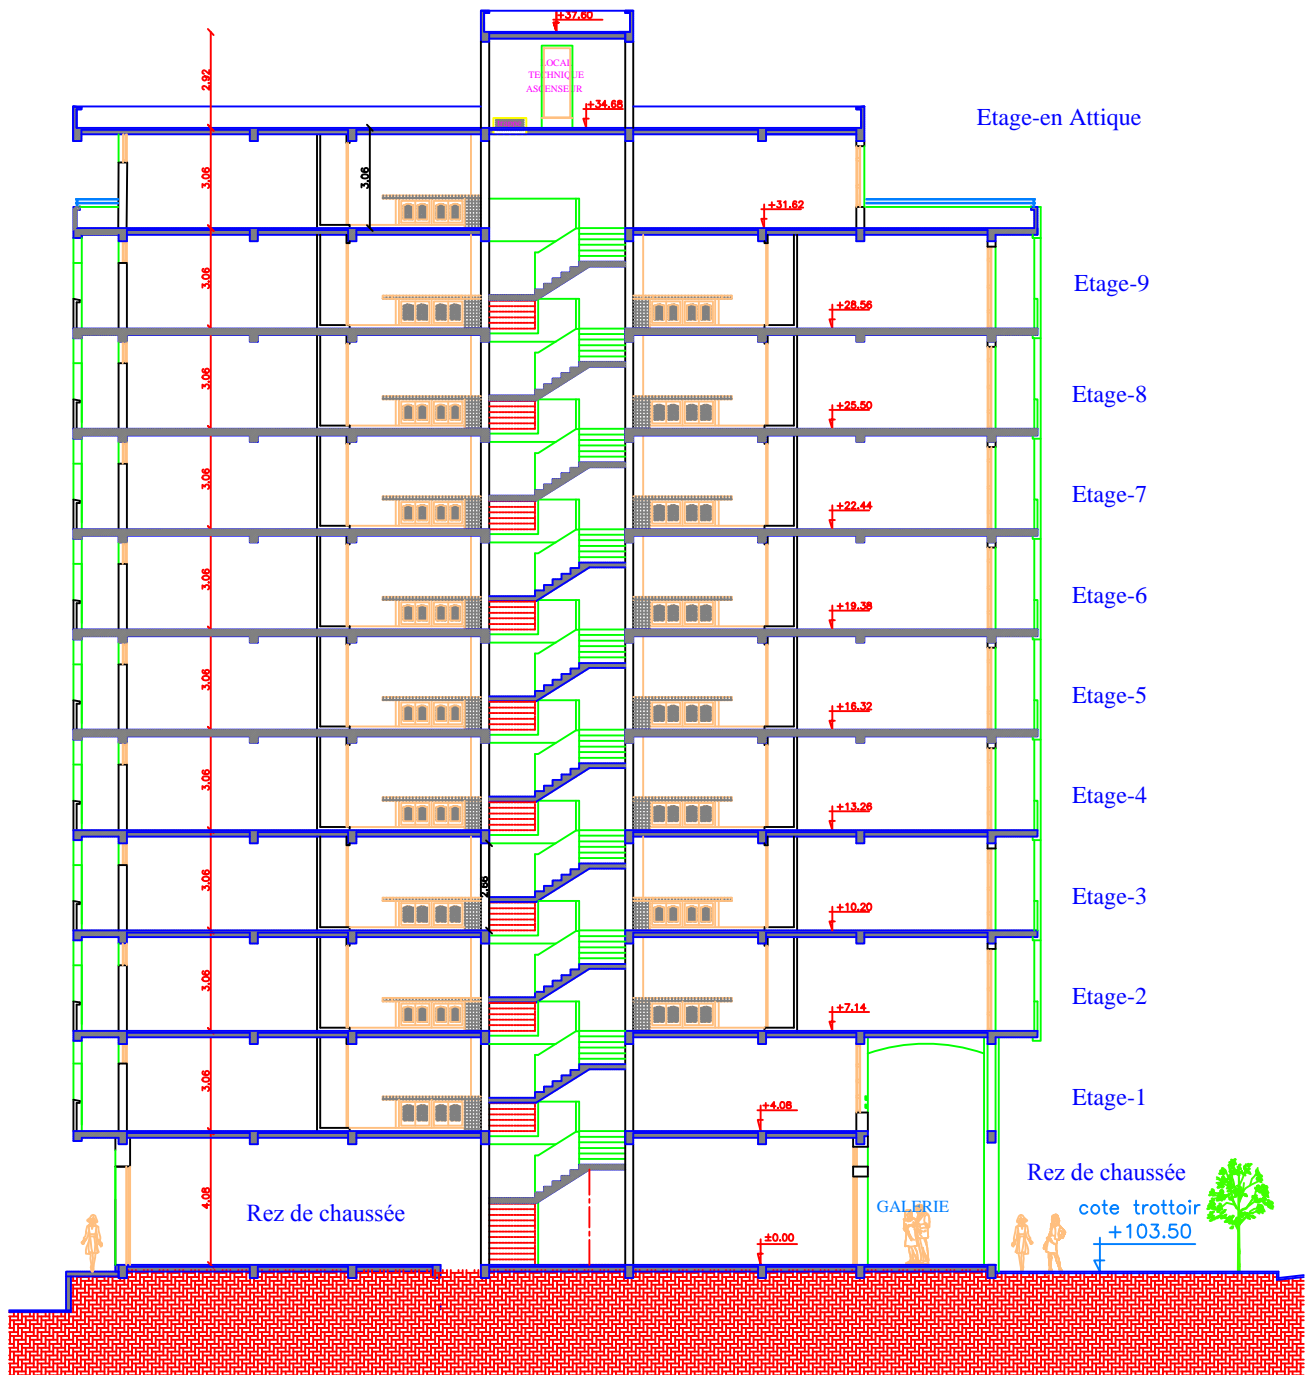 +37.60
LOCAL
TECHNIQUE
ASCENSEUR
2.92
+34.68
Etage-en Attique
3.06
3.06
+31.62
3.06
+28.56
Etage-9
3.06
+25.50
Etage-8
3.06
+22.44
Etage-7
3.06
+19.38
Etage-6
3.06
+16.32
Etage-5
3.06
+13.26
Etage-4
3.06
2.66
+10.20
Etage-3
3.06
+7.14
Etage-2
3.06
+4.08
Etage-1
4.08
Rez de chaussée
±0.00
GALERIE
Rez de chaussée
cote trottoir
+103.50